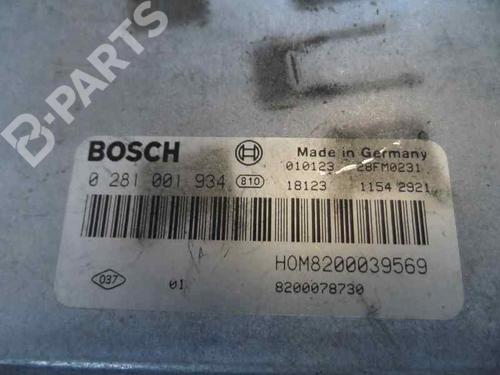 B-PARTS
BOSCH
Made in Germany
010123 28FM0231
0 281 001 934 810
18123 1154 2921
HOM8200039569
037 01 8200078730